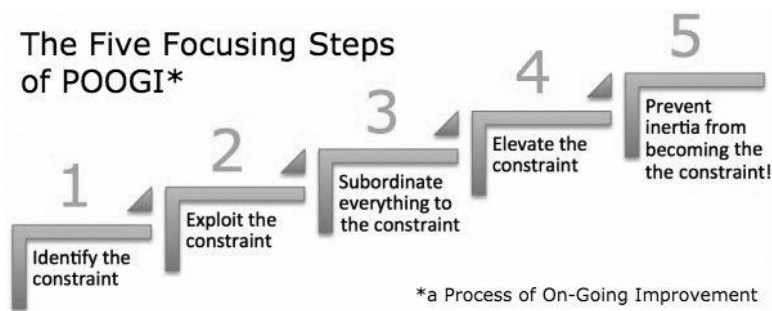 The Five Focusing Steps
of POOGI*
1
Identify the
constraint
2
Exploit the
constraint
3
Subordinate
everything to
the constraint
4
Elevate the
constraint
5
Prevent
inertia from
becoming the
the constraint!
*a Process of On-Going Improvement